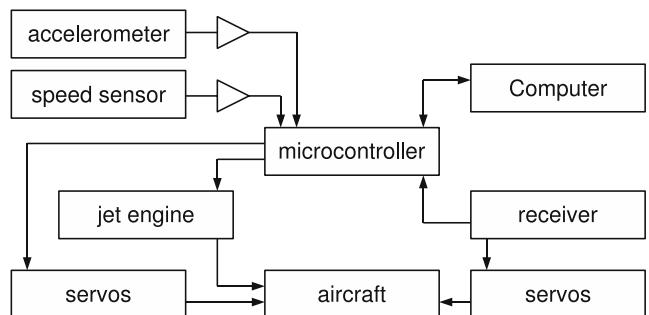 accelerometer
speed sensor
Computer
microcontroller
jet engine
receiver
servos
aircraft
servos